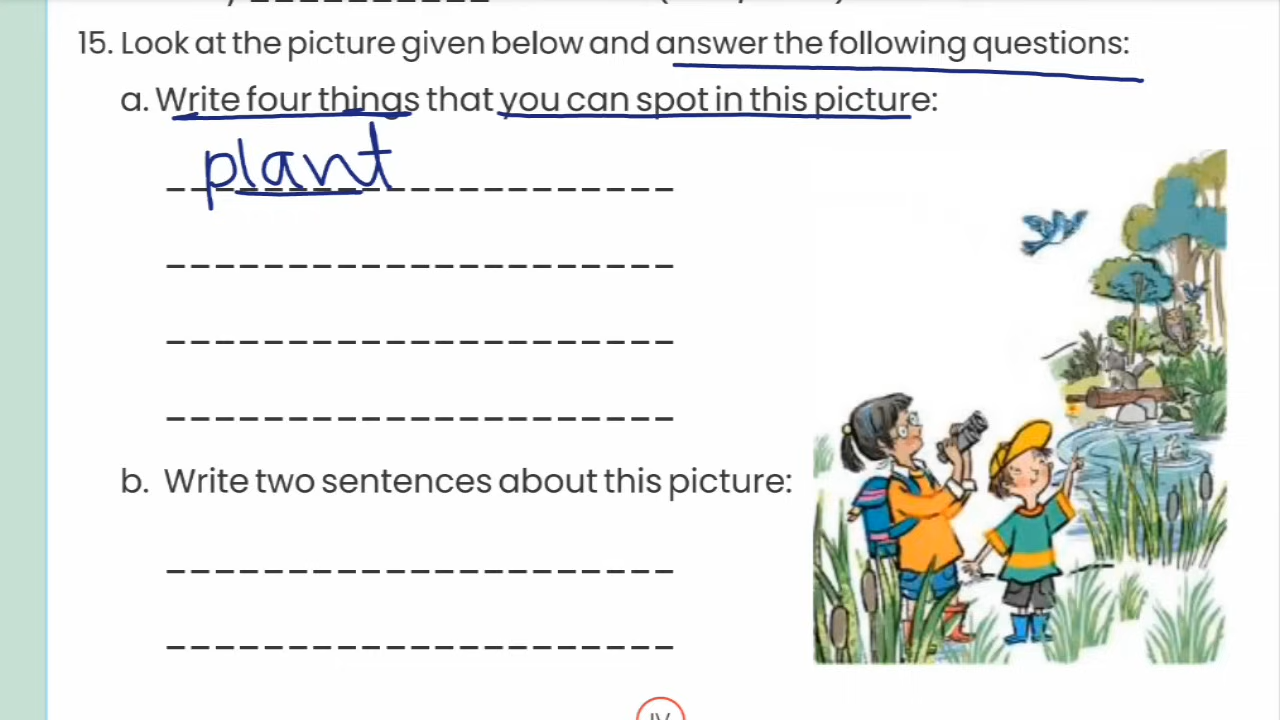 15. Look at the picture given below and answer the following questions:
a. Write four things that you can spot in this picture:
plant
b. Write two sentences about this picture:
IV